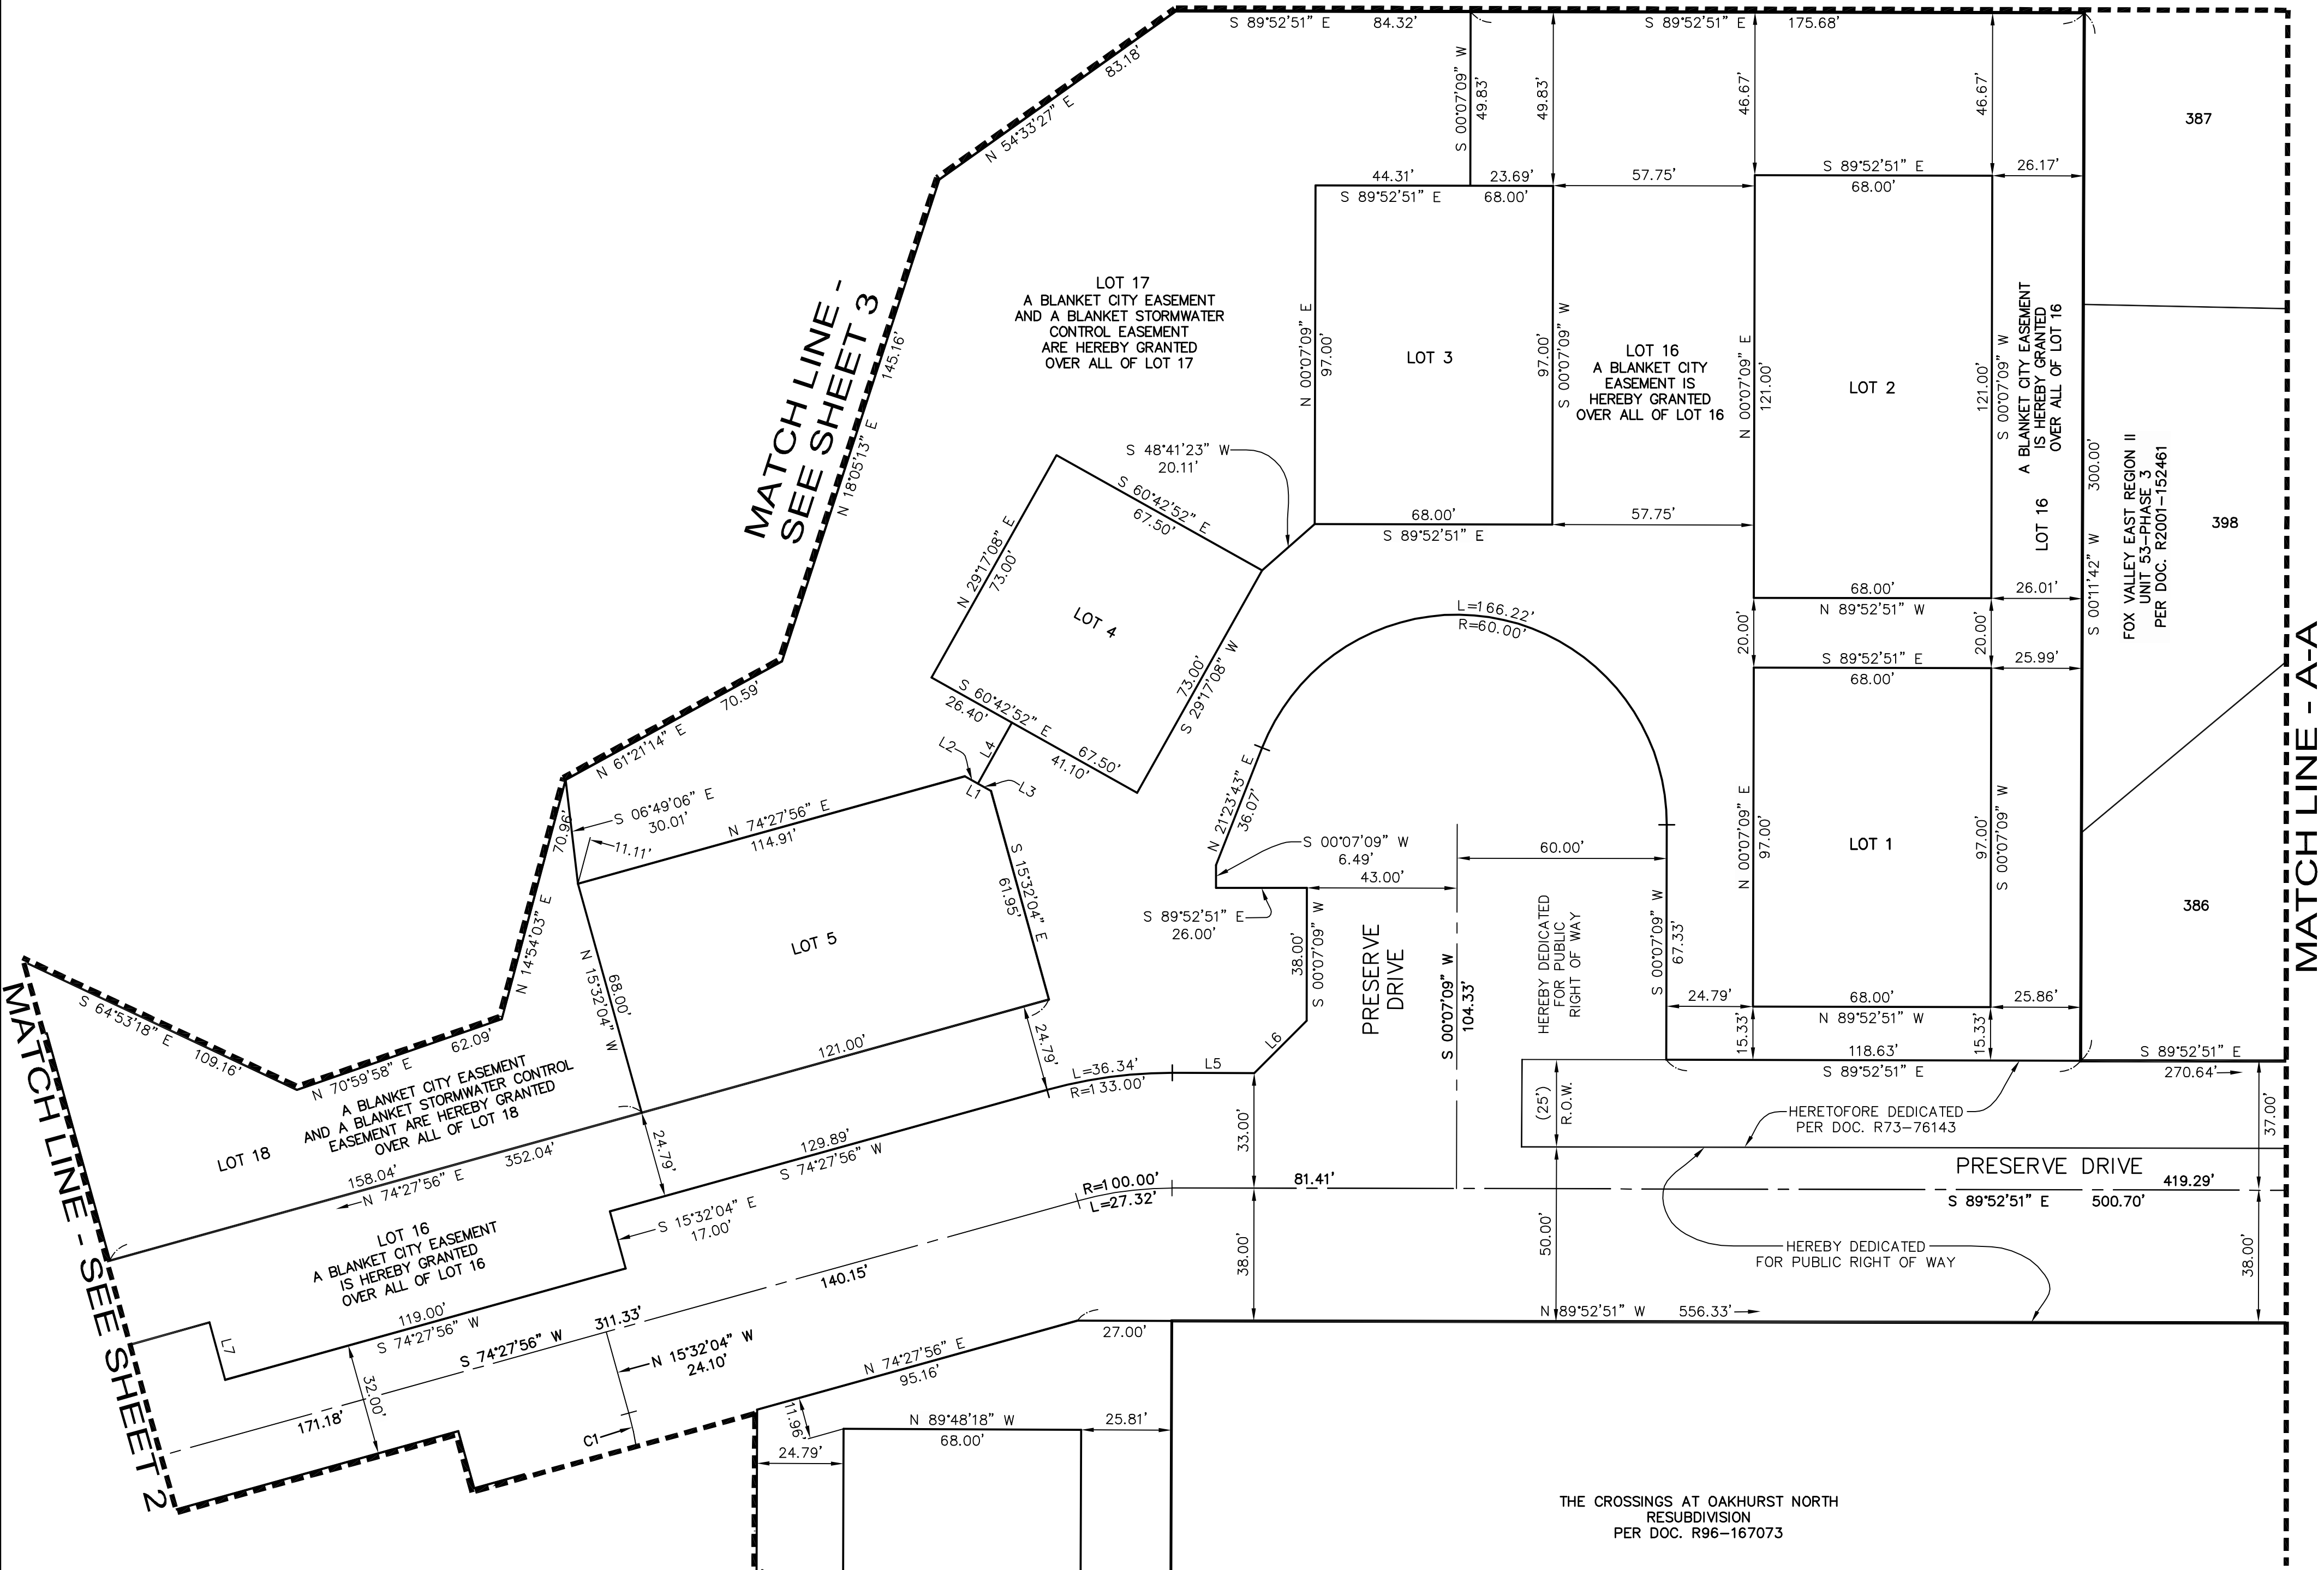 S 89°52'51" E 84.32'
S 89°52'51" E 175.68'
83.18'
N 54°33'27" E
S 00°07'09" W
49.83'
49.83'
46.67'
46.67'
387
44.31'
23.69'
S 89°52'51" E 68.00'
57.75'
S 89°52'51" E
68.00'
26.17'
MATCH LINE -
SEE SHEET 3
145.16'
N 18°05'13" E
LOT 17
A BLANKET CITY EASEMENT
AND A BLANKET STORMWATER
CONTROL EASEMENT
ARE HEREBY GRANTED
OVER ALL OF LOT 17
N 00°07'09" E
97.00'
LOT 3
97.00'
S 00°07'09" W
LOT 16
A BLANKET CITY
EASEMENT IS
HEREBY GRANTED
OVER ALL OF LOT 16
N 00°07'09" E
121.00'
LOT 2
121.00'
S 00°07'09" W
LOT 16
A BLANKET CITY EASEMENT
IS HEREBY GRANTED
OVER ALL OF LOT 16
S 00°11'42" W 300.00'
FOX VALLEY EAST REGION II
UNIT 53-PHASE 3
PER DOC. R2001-152461
398
S 48°41'23" W
20.11'
S 60°42'52" E
67.50'
68.00'
S 89°52'51" E
57.75'
N 29°17'08" E
73.00'
LOT 4
73.00'
S 29°17'08" W
S 60°42'52" E
26.40'
67.50'
41.10'
L4
L2
L1
L3
L=166.22'
R=60.00'
68.00'
N 89°52'51" W
26.01'
20.00'
20.00'
S 89°52'51" E
68.00'
25.99'
MATCH LINE - A-A
70.59'
N 61°21'14" E
S 06°49'06" E
30.01'
70.96'
11.11'
N 74°27'56" E
114.91'
N 14°54'03" E
S 15°32'04" E
61.95'
LOT 5
68.00'
N 15°32'04" W
121.00'
N 21°23'43" E
36.07'
S 00°07'09" W
6.49'
S 89°52'51" E
26.00'
43.00'
60.00'
38.00'
S 00°07'09" W
PRESERVE
DRIVE
S 00°07'09" W
104.33'
HEREBY DEDICATED
FOR PUBLIC
RIGHT OF WAY
S 00°07'09" W
67.33'
N 00°07'09" E
97.00'
LOT 1
97.00'
S 00°07'09" W
386
24.79'
68.00'
N 89°52'51" W
25.86'
15.33'
15.33'
118.63'
S 89°52'51" E
S 89°52'51" E
270.64'
S 64°53'18" E 109.16'
N 70°59'58" E 62.09'
MATCH LINE - SEE SHEET 2
A BLANKET CITY EASEMENT
AND A BLANKET STORMWATER CONTROL
EASEMENT ARE HEREBY GRANTED
OVER ALL OF LOT 18
LOT 18
158.04'
352.04'
N 74°27'56" E
24.79'
24.79'
L=36.34'
R=133.00'
L5
L6
129.89'
S 74°27'56" W
(25')
R.O.W.
HERETOFORE DEDICATED
PER DOC. R73-76143
37.00'
33.00'
PRESERVE DRIVE
419.29'
S 89°52'51" E 500.70'
R=100.00'
L=27.32'
81.41'
LOT 16
A BLANKET CITY EASEMENT
IS HEREBY GRANTED
OVER ALL OF LOT 16
S 15°32'04" E
17.00'
38.00'
50.00'
HEREBY DEDICATED
FOR PUBLIC RIGHT OF WAY
38.00'
140.15'
119.00'
S 74°27'56" W
311.33'
S 74°27'56" W
L7
32.00'
171.18'
N 15°32'04" W
24.10'
C1
N 89°52'51" W 556.33'
27.00'
N 74°27'56" E
95.16'
11.96'
24.79'
N 89°48'18" W
68.00'
25.81'
THE CROSSINGS AT OAKHURST NORTH
RESUBDIVISION
PER DOC. R96-167073